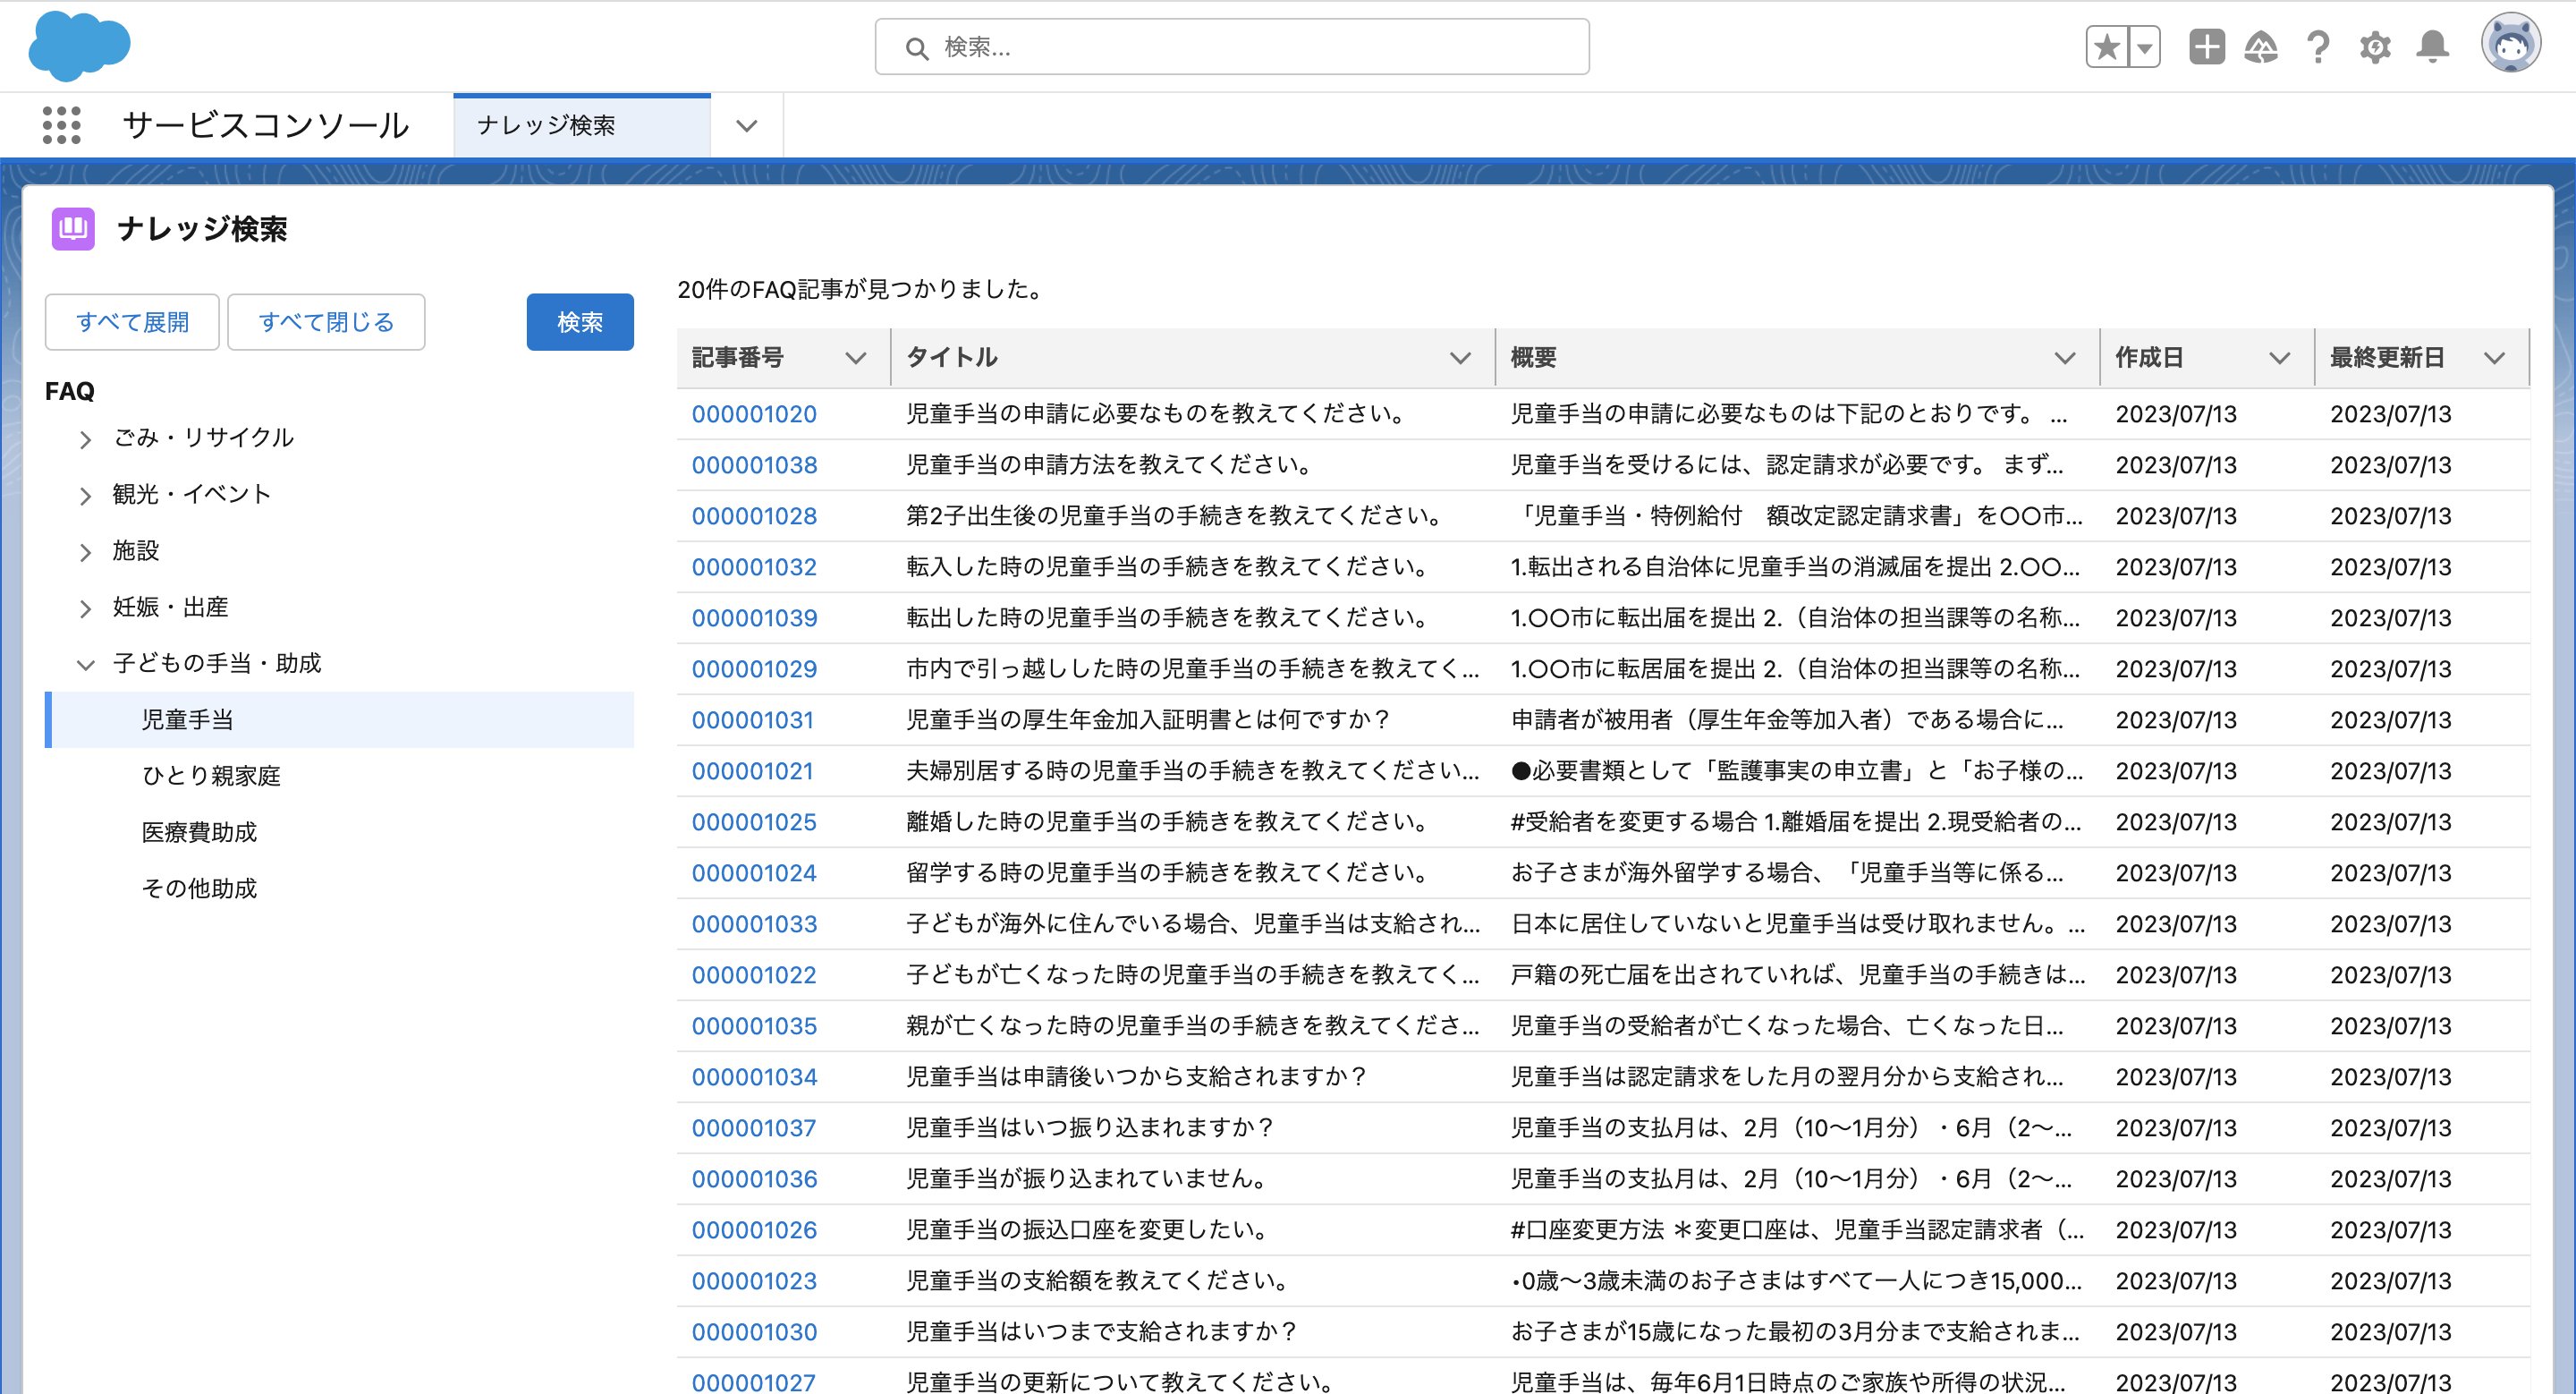 検索...
サービスコンソール
ナレッジ検索
ナレッジ検索
すべて展開
すべて閉じる
検索
FAQ
ごみ・リサイクル
観光・イベント
施設
妊娠・出産
子どもの手当・助成
児童手当
ひとり親家庭
医療費助成
その他助成
20件のFAQ記事が見つかりました。
記事番号 タイトル 概要 作成日 最終更新日
000001020 児童手当の申請に必要なものを教えてください。 児童手当の申請に必要なものは下記のとおりです。 ... 2023/07/13 2023/07/13
000001038 児童手当の申請方法を教えてください。 児童手当を受けるには、認定請求が必要です。 まず... 2023/07/13 2023/07/13
000001028 第2子出生後の児童手当の手続きを教えてください。 「児童手当・特例給付　額改定認定請求書」を〇〇市... 2023/07/13 2023/07/13
000001032 転入した時の児童手当の手続きを教えてください。 1.転出される自治体に児童手当の消滅届を提出 2.〇〇... 2023/07/13 2023/07/13
000001039 転出した時の児童手当の手続きを教えてください。 1.〇〇市に転出届を提出 2.（自治体の担当課等の名称... 2023/07/13 2023/07/13
000001029 市内で引っ越しした時の児童手当の手続きを教えてく... 1.〇〇市に転居届を提出 2.（自治体の担当課等の名称... 2023/07/13 2023/07/13
000001031 児童手当の厚生年金加入証明書とは何ですか？ 申請者が被用者（厚生年金等加入者）である場合に... 2023/07/13 2023/07/13
000001021 夫婦別居する時の児童手当の手続きを教えてください... ●必要書類として「監護事実の申立書」と「お子様の... 2023/07/13 2023/07/13
000001025 離婚した時の児童手当の手続きを教えてください。 #受給者を変更する場合 1.離婚届を提出 2.現受給者の... 2023/07/13 2023/07/13
000001024 留学する時の児童手当の手続きを教えてください。 お子さまが海外留学する場合、「児童手当等に係る... 2023/07/13 2023/07/13
000001033 子どもが海外に住んでいる場合、児童手当は支給され... 日本に居住していないと児童手当は受け取れません。... 2023/07/13 2023/07/13
000001022 子どもが亡くなった時の児童手当の手続きを教えてく... 戸籍の死亡届を出されていれば、児童手当の手続きは... 2023/07/13 2023/07/13
000001035 親が亡くなった時の児童手当の手続きを教えてくださ... 児童手当の受給者が亡くなった場合、亡くなった日... 2023/07/13 2023/07/13
000001034 児童手当は申請後いつから支給されますか？ 児童手当は認定請求をした月の翌月分から支給され... 2023/07/13 2023/07/13
000001037 児童手当はいつ振り込まれますか？ 児童手当の支払月は、2月（10〜1月分）・6月（2〜... 2023/07/13 2023/07/13
000001036 児童手当が振り込まれていません。 児童手当の支払月は、2月（10〜1月分）・6月（2〜... 2023/07/13 2023/07/13
000001026 児童手当の振込口座を変更したい。 #口座変更方法 ＊変更口座は、児童手当認定請求者（... 2023/07/13 2023/07/13
000001023 児童手当の支給額を教えてください。 •0歳〜3歳未満のお子さまはすべて一人につき15,000... 2023/07/13 2023/07/13
000001030 児童手当はいつまで支給されますか？ お子さまが15歳になった最初の3月分まで支給されま... 2023/07/13 2023/07/13
000001027 児童手当の更新について教えてください。 児童手当は、毎年6月1日時点のご家族や所得の状況... 2023/07/13 2023/07/13